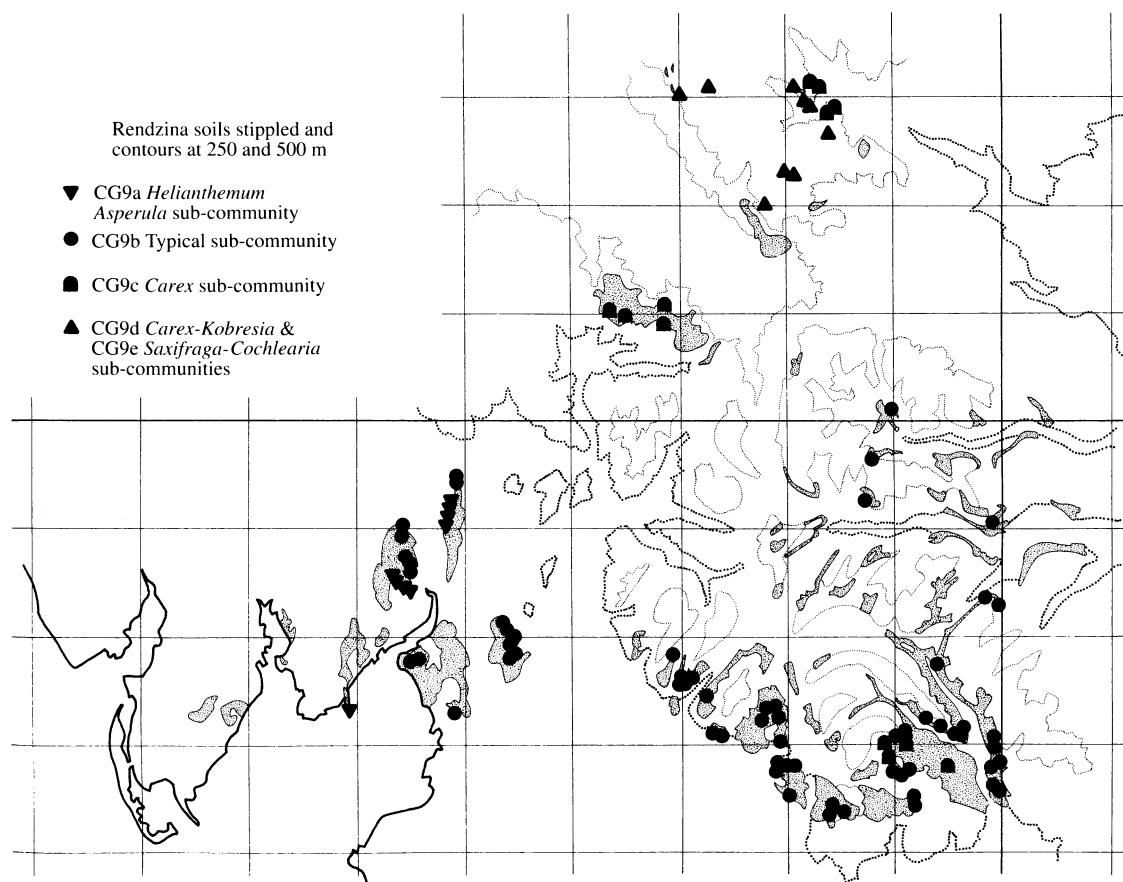 Rendzina soils stippled and
contours at 250 and 500 m
CG9a Helianthemum
Asperula sub-community
CG9b Typical sub-community
CG9c Carex sub-community
CG9d Carex-Kobresia &
CG9e Saxifraga-Cochlearia
sub-communities